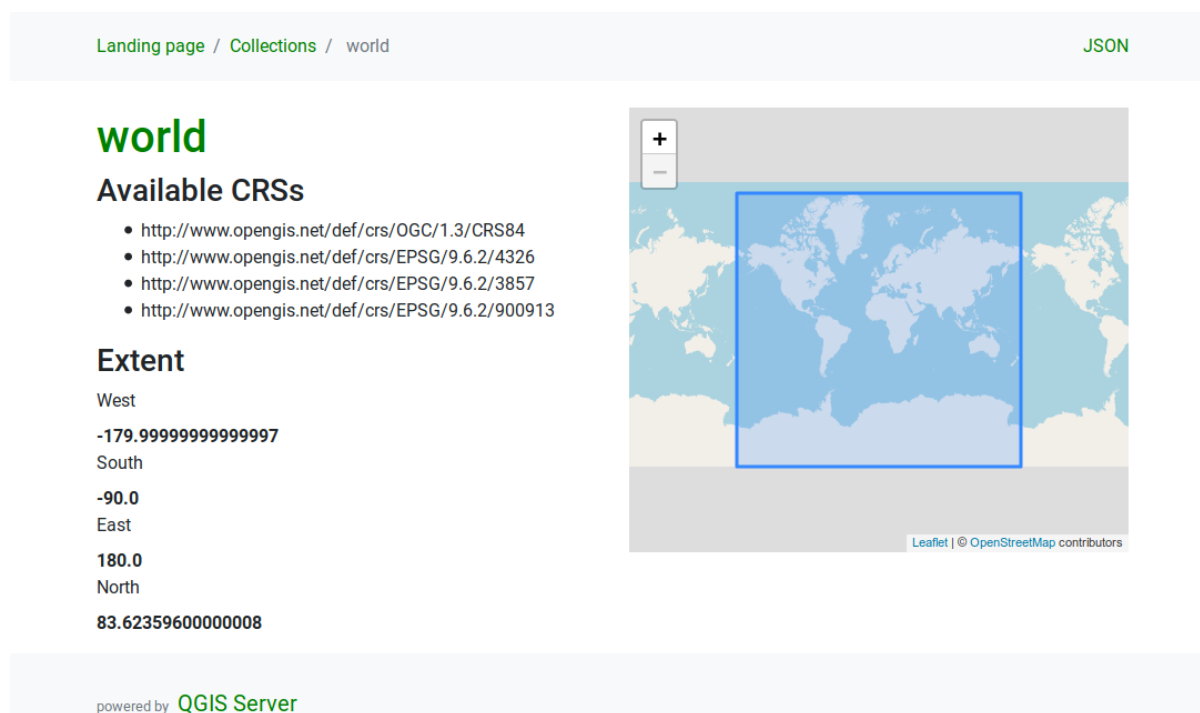 Landing page / Collections / world
JSON
world
Available CRSs
http://www.opengis.net/def/crs/OGC/1.3/CRS84
http://www.opengis.net/def/crs/EPSG/9.6.2/4326
http://www.opengis.net/def/crs/EPSG/9.6.2/3857
http://www.opengis.net/def/crs/EPSG/9.6.2/900913
Extent
West
-179.99999999999997
South
-90.0
East
180.0
North
83.62359600000008
+
−
Leaflet | © OpenStreetMap contributors
powered by QGIS Server